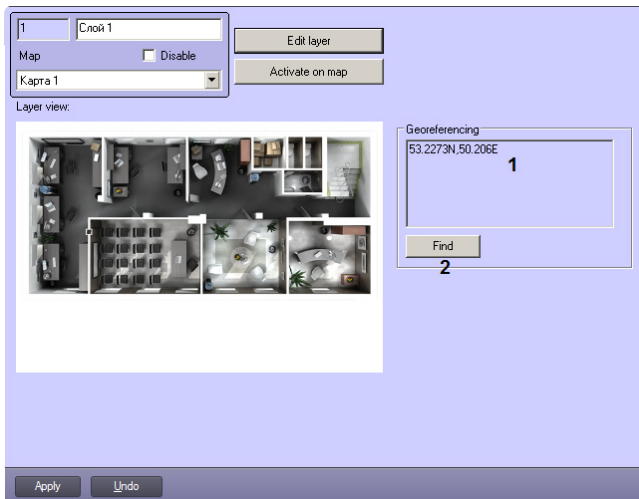 1 Слой 1
Edit layer
Map Disable
Activate on map
Карта 1
Layer view:
Georeferencing
53.2273N,50.206E
1
Find
2
Apply Undo